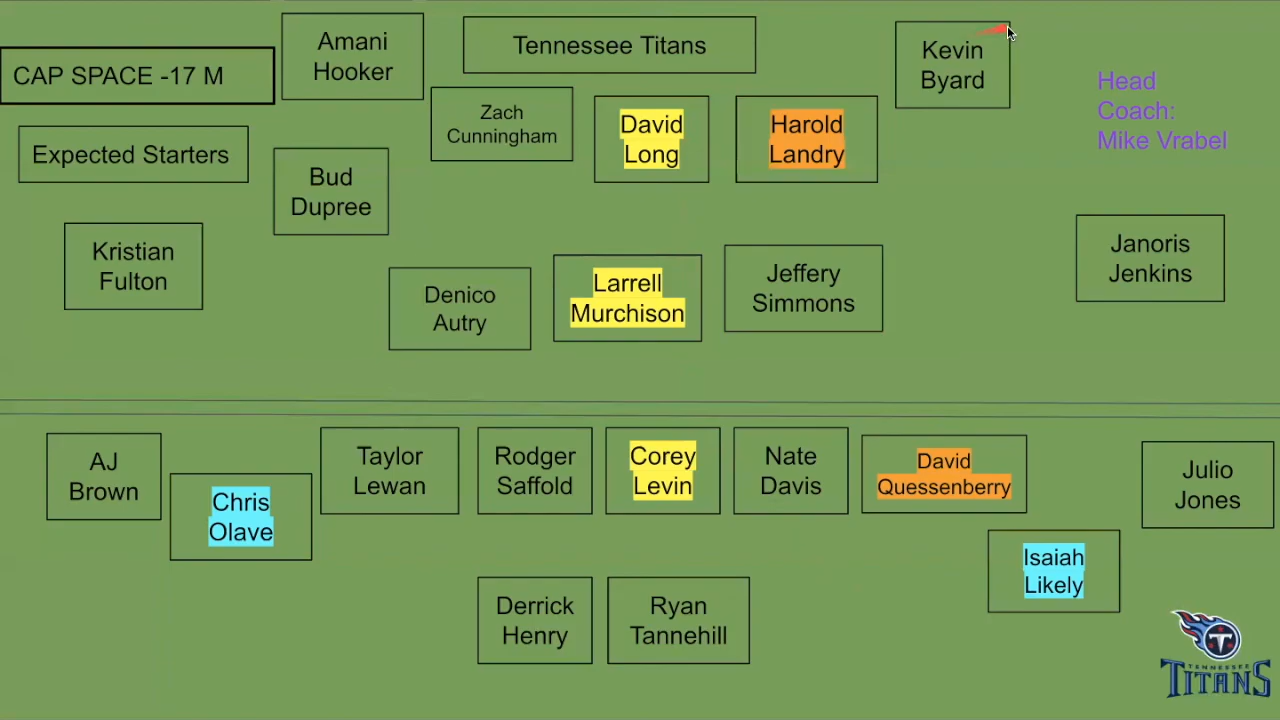 Amani
Hooker
Tennessee Titans
Kevin
Byard
CAP SPACE -17 M
Head
Coach:
Mike Vrabel
Zach
Cunningham
David
Long
Harold
Landry
Expected Starters
Bud
Dupree
Kristian
Fulton
Janoris
Jenkins
Denico
Autry
Larrell
Murchison
Jeffery
Simmons
AJ
Brown
Chris
Olave
Taylor
Lewan
Rodger
Saffold
Corey
Levin
Nate
Davis
David
Quessenberry
Julio
Jones
Isaiah
Likely
Derrick
Henry
Ryan
Tannehill
T
TENNESSEE
TITANS